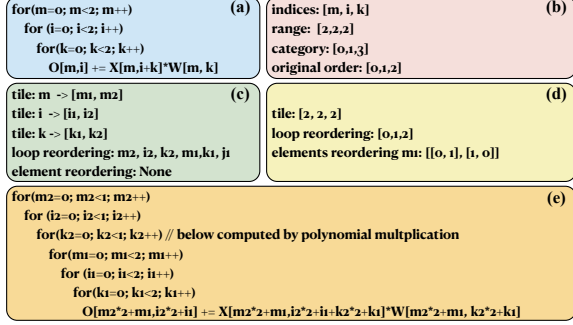 for(m=0; m<2; m++)
(a)
for (i=0; i<2; i++)
for(k=0; k<2; k++)
O[m,i] += X[m,i+k]*W[m, k]
indices: [m, i, k]
(b)
range: [2,2,2]
category: [0,1,3]
original order: [0,1,2]
tile: m -> [m1, m2]
(c)
tile: i -> [i1, i2]
tile: k -> [k1, k2]
loop reordering: m2, i2, k2, m1,k1, j1
element reordering: None
(d)
tile: [2, 2, 2]
loop reordering: [0,1,2]
elements reordering m1: [[0, 1], [1, 0]]
for(m2=0; m2<1; m2++)
(e)
for (i2=0; i2<1; i2++)
for(k2=0; k2<1; k2++) // below computed by polynomial multplication
for(m1=0; m1<2; m1++)
for (i1=0; i1<2; i1++)
for(k1=0; k1<2; k1++)
O[m2*2+m1,i2*2+i1] += X[m2*2+m1,i2*2+i1+k2*2+k1]*W[m2*2+m1, k2*2+k1]